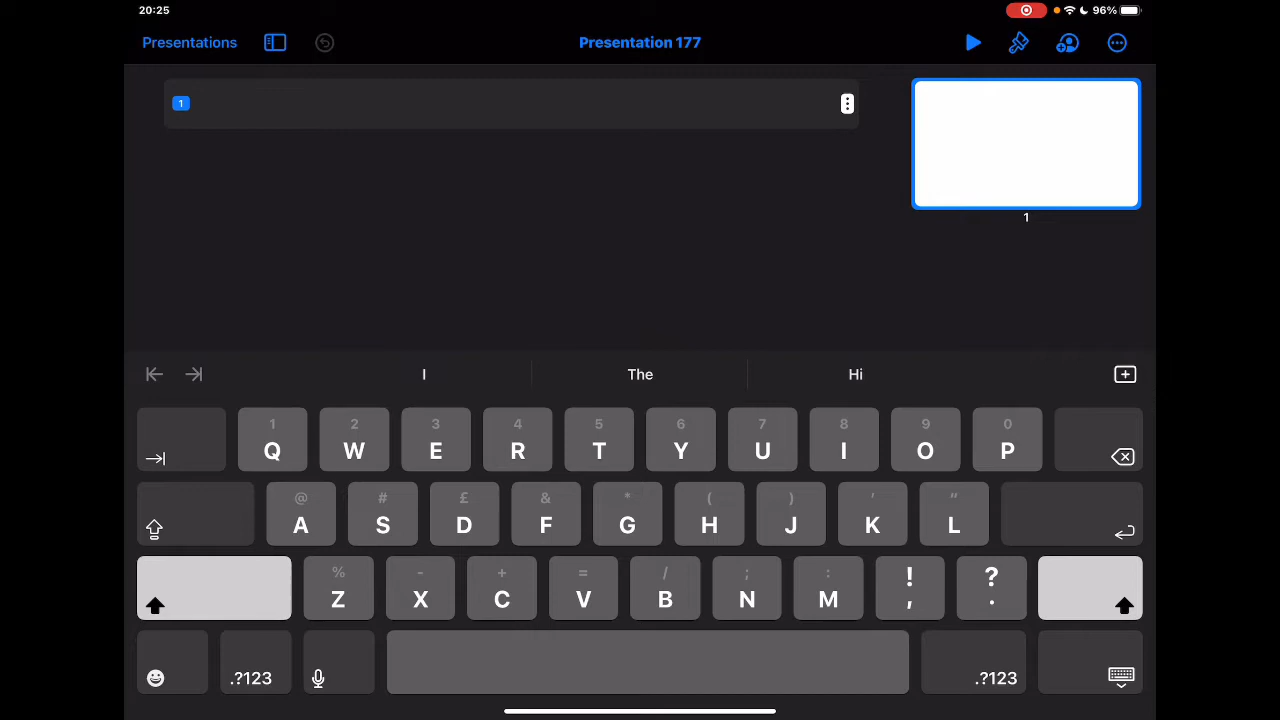 20:25
96%
Presentations
Presentation 177
1
1
I The Hi
1 2 3 4 5 6 7 8 9 0
Q W E R T Y U I O P
@ # £ & * ( ) ' "
A S D F G H J K L
% - + = / ; : ! ?
Z X C V B N M , .
.?123 .?123